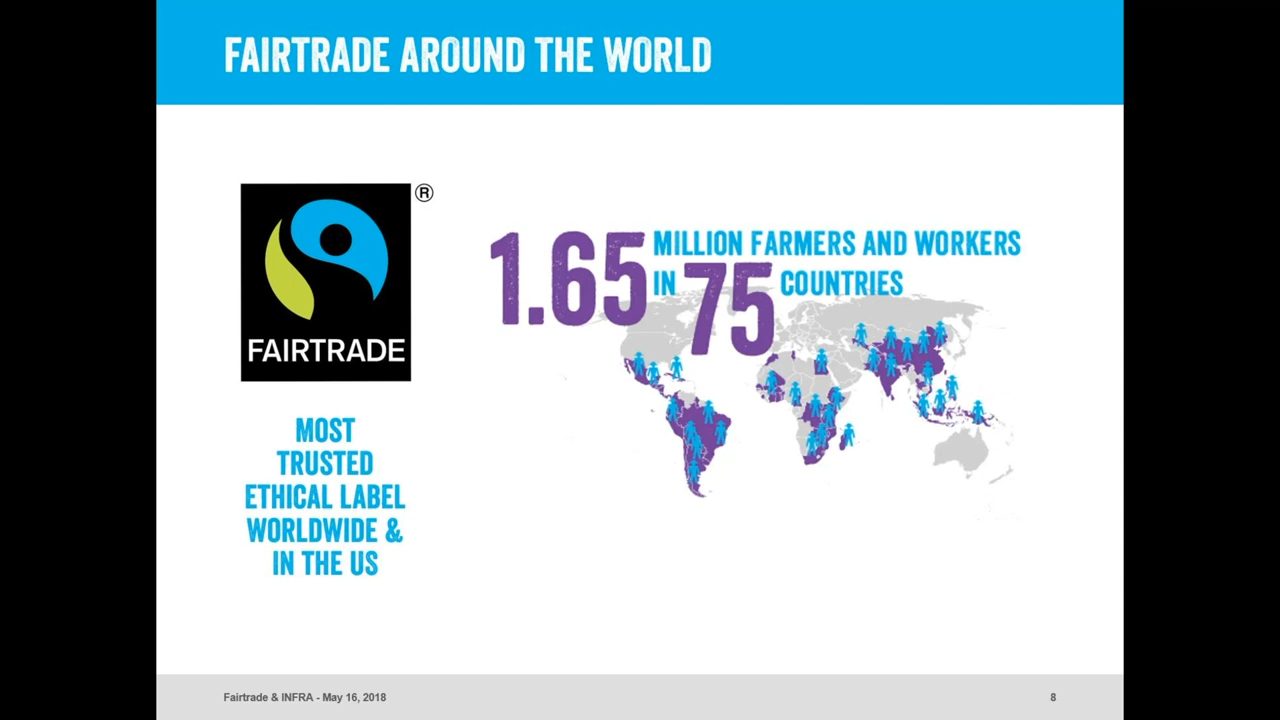 FAIRTRADE AROUND THE WORLD
®
FAIRTRADE
MOST
TRUSTED
ETHICAL LABEL
WORLDWIDE &
IN THE US
1.65 MILLION FARMERS AND WORKERS
IN 75 COUNTRIES
Fairtrade & INFRA - May 16, 2018
8